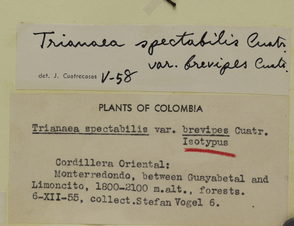 Trianaea spectabilis Cuatr.
var. brevipes Cuatr.
det. J. Cuatrecasas V-58
PLANTS OF COLOMBIA
Trianaea spectabilis var. brevipes Cuatr.
Isotypus
Cordillera Oriental:
Monterredondo, between Guayabetal and
Limoncito, 1800-2100 m.alt., forests.
6-XII-55, collect.Stefan Vogel 6.